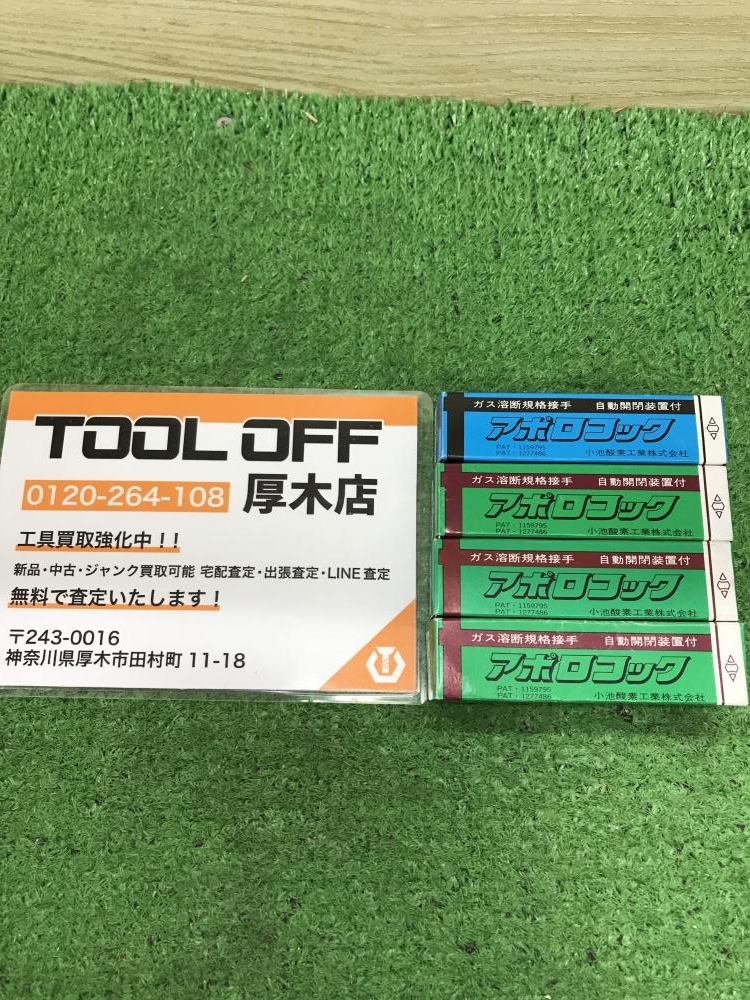 TOOL OFF
0120-264-108 厚木店
工具買取強化中!!
新品・中古・ジャンク買取可能 宅配査定・出張査定・LINE査定
無料で査定いたします!
〒243-0016
神奈川県厚木市田村町 11-18
ガス溶断規格接手 自動開閉装置付
アポロコック
PAT・1159795
PAT・1277486
小池酸素工業株式会社
ガス溶断規格接手 自動開閉装置付
アポロコック
PAT・1159795
PAT・1277486
小池酸素工業株式会社
ガス溶断規格接手 自動開閉装置付
アポロコック
PAT・1159795
PAT・1277486
小池酸素工業株式会社
ガス溶断規格接手 自動開閉装置付
アポロコック
PAT・1159795
PAT・1277486
小池酸素工業株式会社